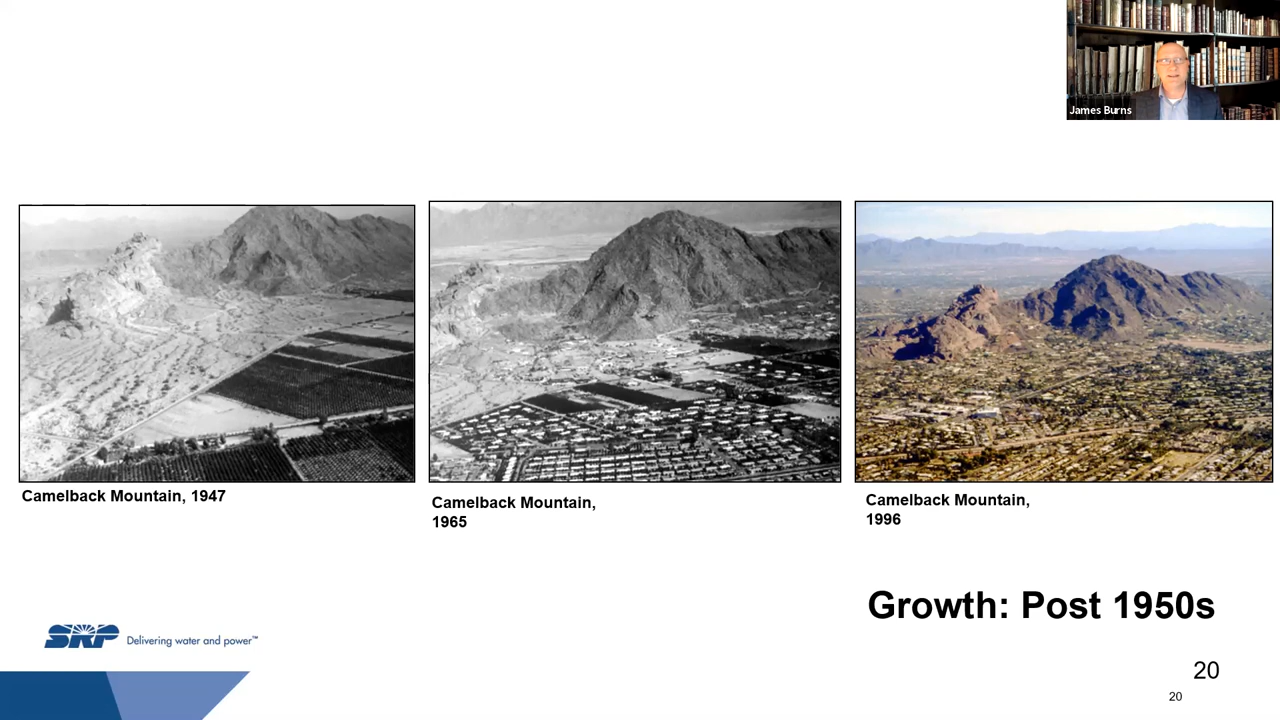 James Burns
Camelback Mountain, 1947
Camelback Mountain,
1965
Camelback Mountain,
1996
Growth: Post 1950s
SRP Delivering water and power™
20
20